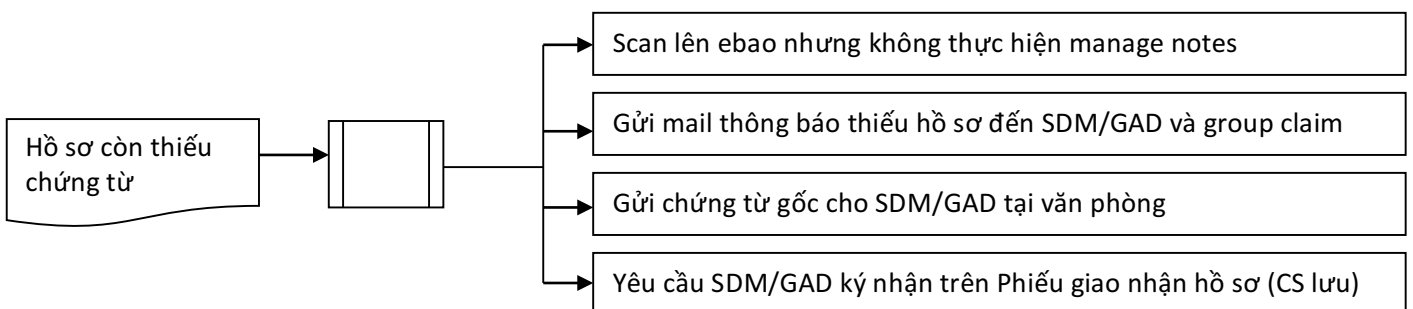 Hồ sơ còn thiếu
chứng từ
Scan lên ebao nhưng không thực hiện manage notes
Gửi mail thông báo thiếu hồ sơ đến SDM/GAD và group claim
Gửi chứng từ gốc cho SDM/GAD tại văn phòng
Yêu cầu SDM/GAD ký nhận trên Phiếu giao nhận hồ sơ (CS lưu)